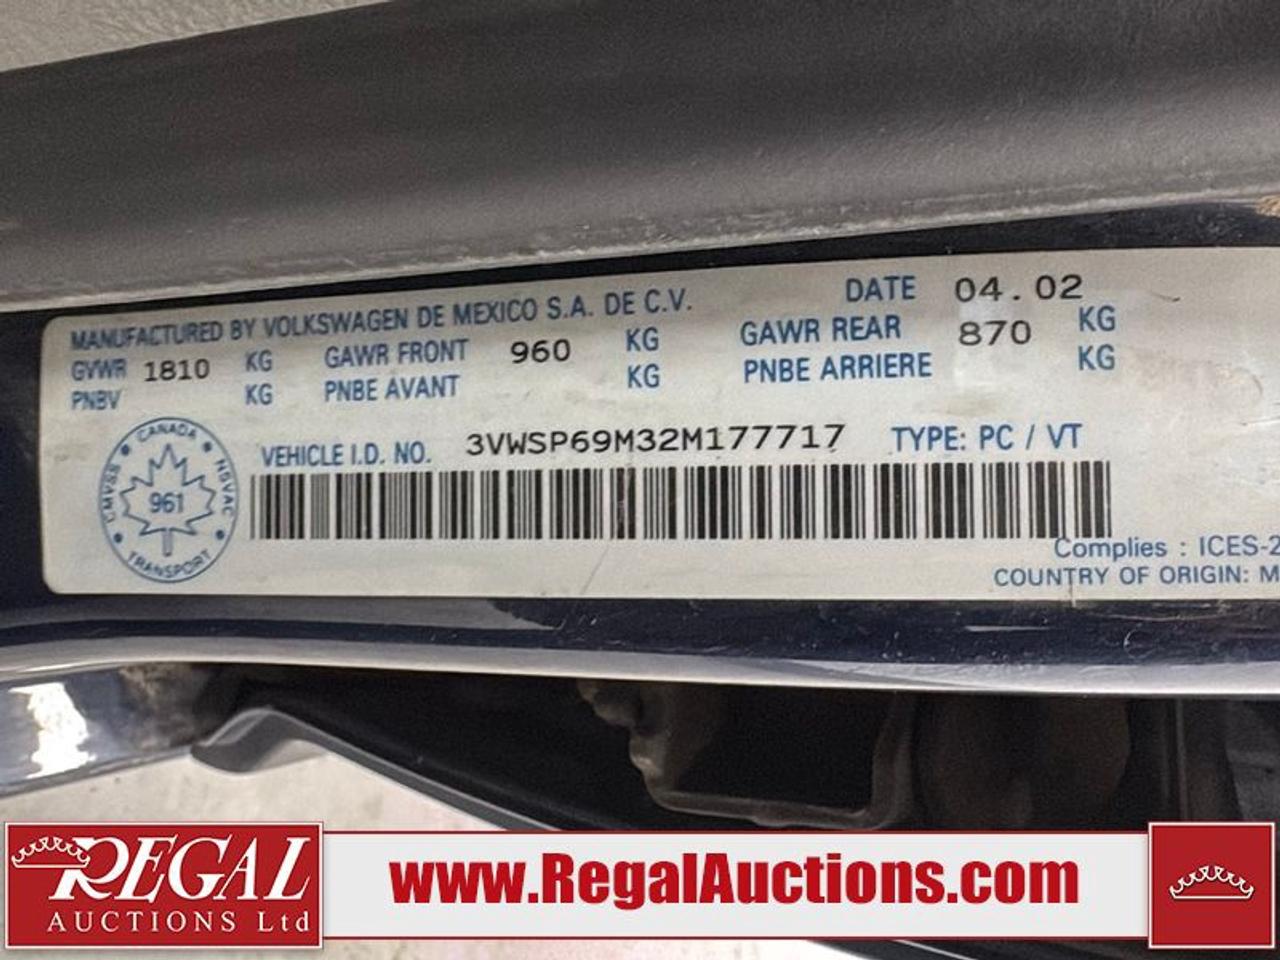 MANUFACTURED BY VOLKSWAGEN DE MEXICO S.A. DE C.V. DATE 04.02
GVWR 1810 KG GAWR FRONT 960 KG GAWR REAR 870 KG
PNBV KG PNBE AVANT KG PNBE ARRIERE KG
CANADA
CMVSS 961 NSVAC
TRANSPORT
VEHICLE I.D. NO. 3VWSP69M32M177717 TYPE: PC / VT
Complies : ICES-2
COUNTRY OF ORIGIN: M
REGAL
AUCTIONS Ltd
www.RegalAuctions.com